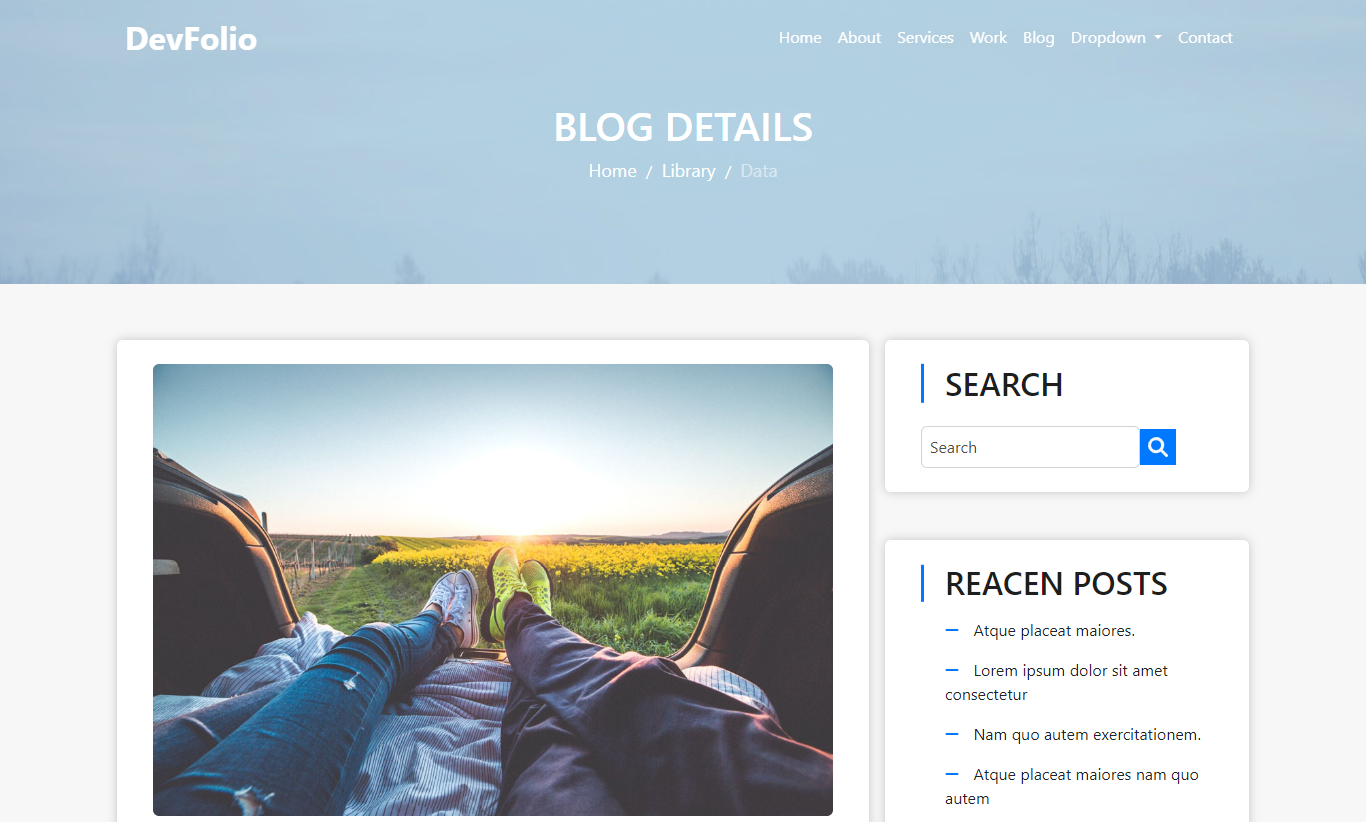 DevFolio
Home About Services Work Blog Dropdown Contact
BLOG DETAILS
Home / Library / Data
SEARCH
Search
REACEN POSTS
Atque placeat maiores.
Lorem ipsum dolor sit amet
consectetur
Nam quo autem exercitationem.
Atque placeat maiores nam quo
autem